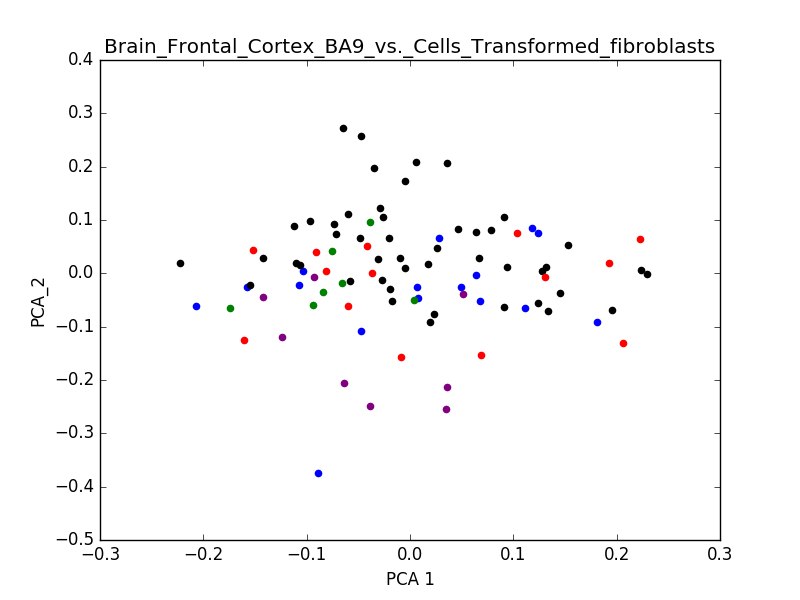 Brain_Frontal_Cortex_BA9_vs._Cells_Transformed_fibroblasts
0.4
0.3
0.2
0.1
0.0
−0.1
−0.2
−0.3
−0.4
−0.5
PCA_2
−0.3 −0.2 −0.1 0.0 0.1 0.2 0.3
PCA 1